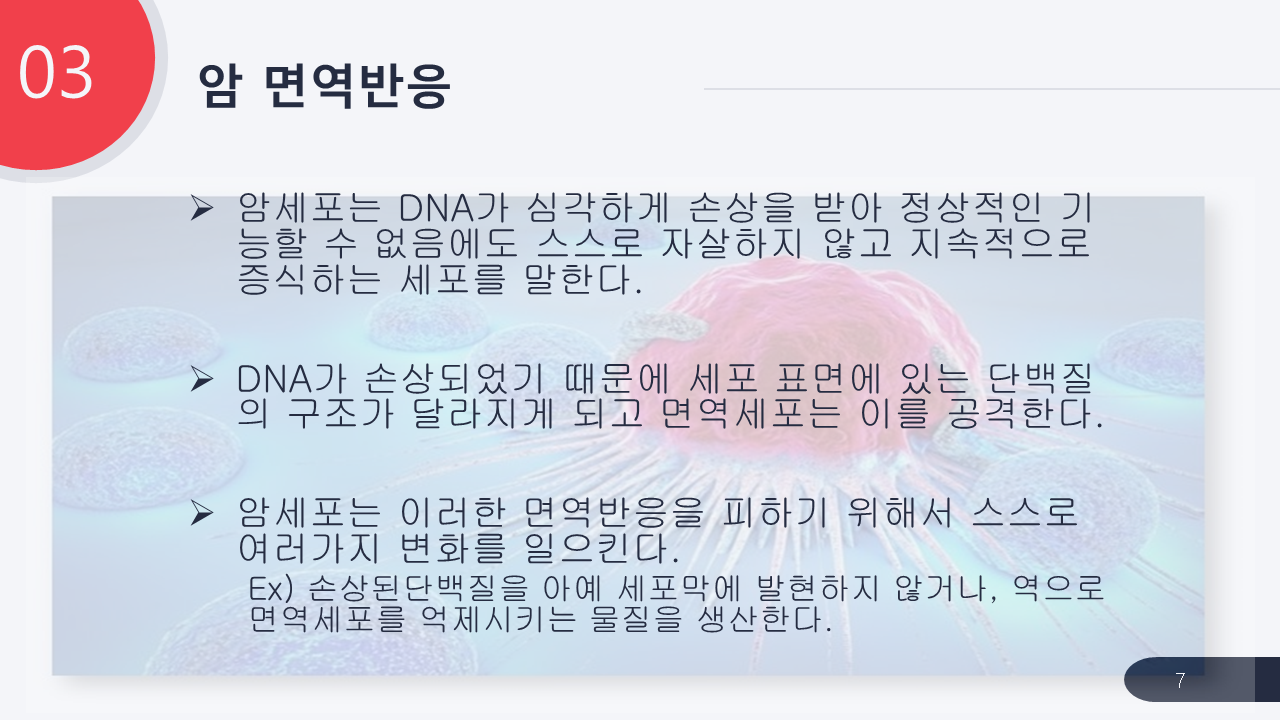 03
암 면역반응
➢ 암세포는 DNA가 심각하게 손상을 받아 정상적인 기
능할 수 없음에도 스스로 자살하지 않고 지속적으로
증식하는 세포를 말한다.
➢ DNA가 손상되었기 때문에 세포 표면에 있는 단백질
의 구조가 달라지게 되고 면역세포는 이를 공격한다.
➢ 암세포는 이러한 면역반응을 피하기 위해서 스스로
여러가지 변화를 일으킨다.
Ex) 손상된단백질을 아예 세포막에 발현하지 않거나, 역으로
면역세포를 억제시키는 물질을 생산한다.
7